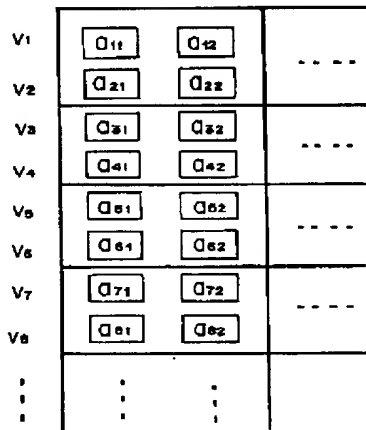 V1 a11 a12 - - - -
V2 a21 a22
V3 a31 a32 - - - -
V4 a41 a42
V5 a51 a52 - - - -
V6 a61 a62
V7 a71 a72 - - - -
V8 a81 a82